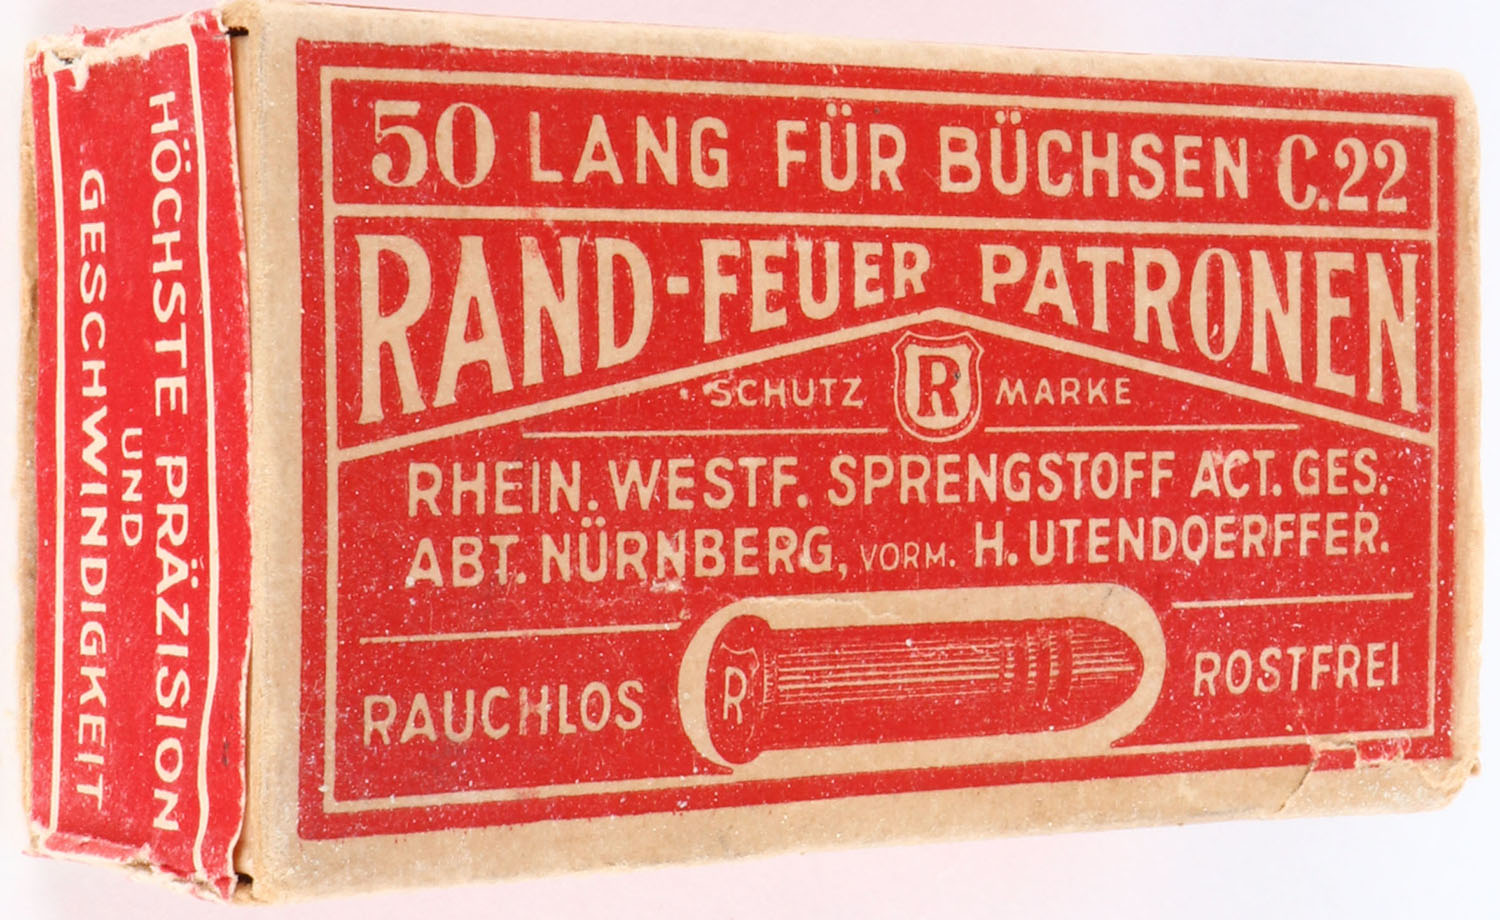 50 LANG FÜR BÜCHSEN C.22
RAND-FEUER PATRONEN
SCHUTZ R MARKE
RHEIN. WESTF. SPRENGSTOFF ACT. GES.
ABT. NÜRNBERG, VORM. H. UTENDOERFFER.
RAUCHLOS R ROSTFREI
HÖCHSTE PRÄZISION
UND
GESCHWINDIGKEIT